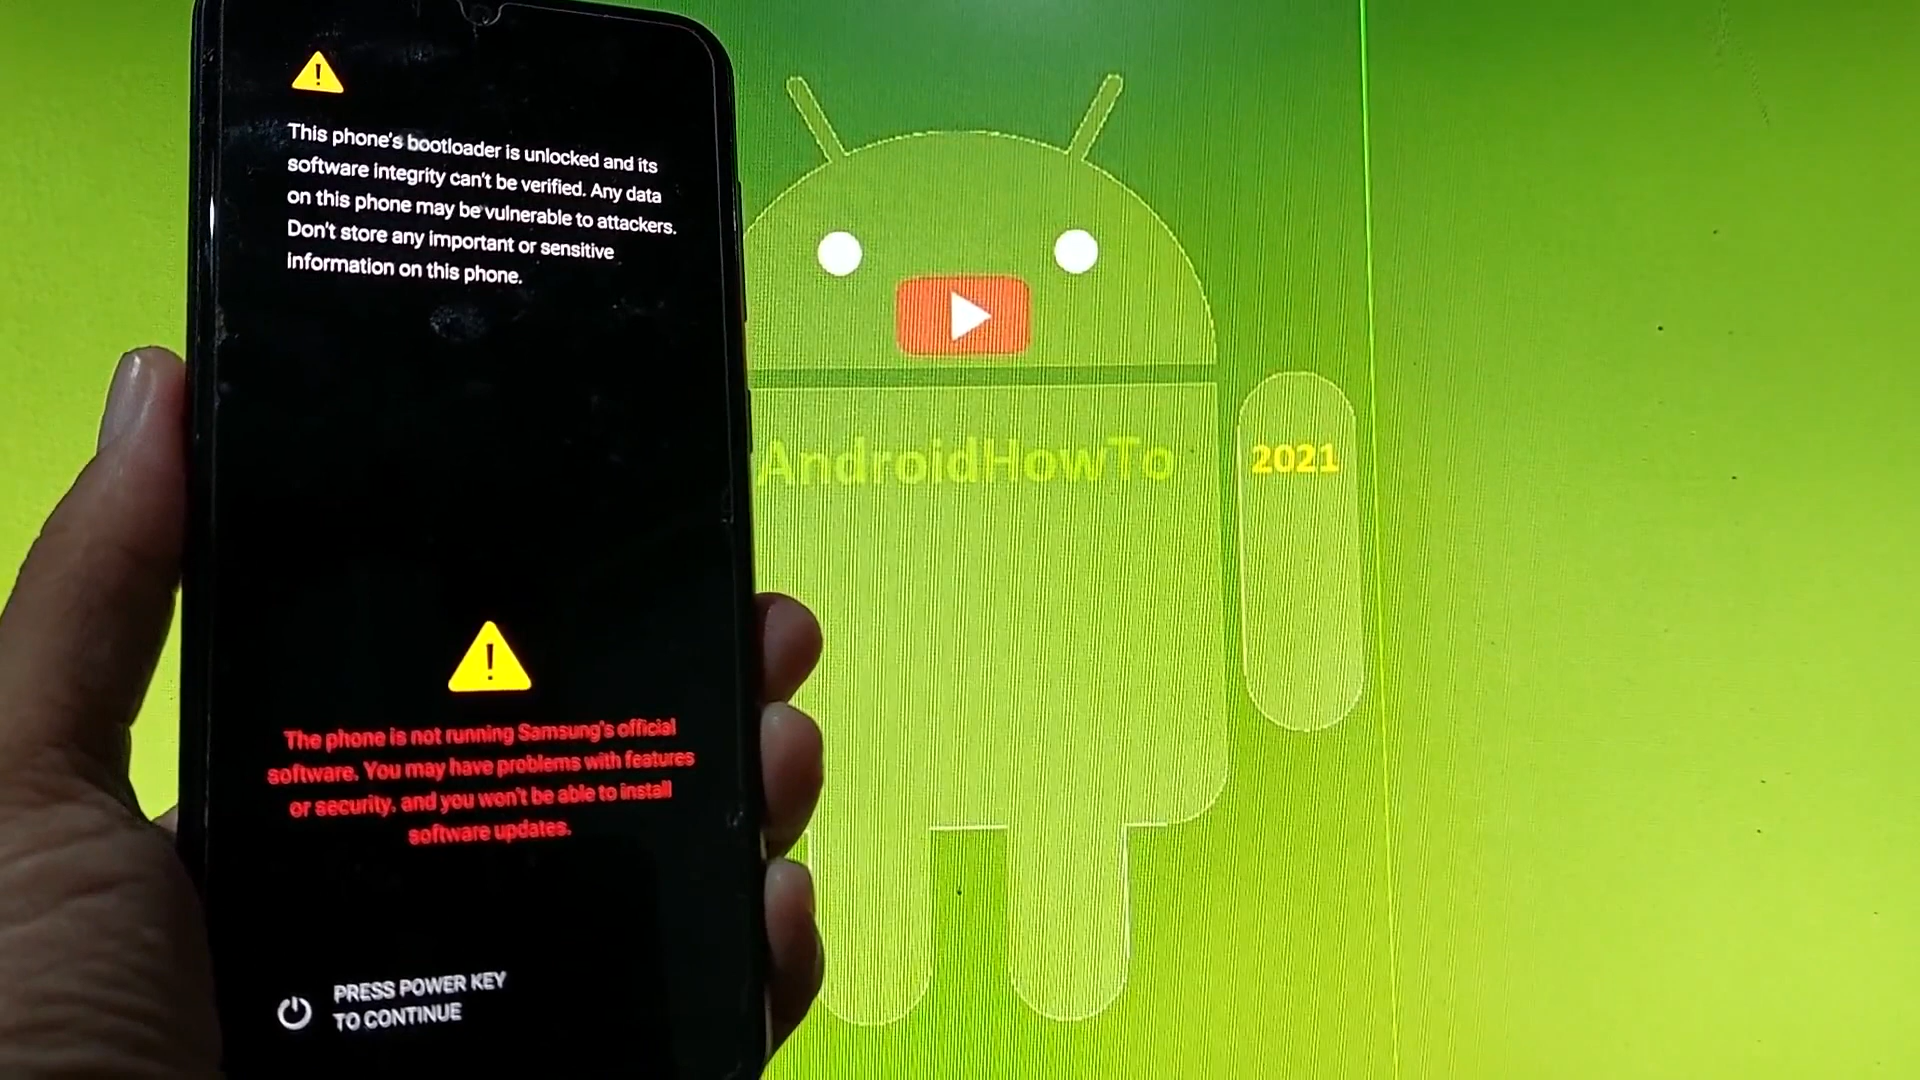 This phone's bootloader is unlocked and its
software integrity can't be verified. Any data
on this phone may be vulnerable to attackers.
Don't store any important or sensitive
information on this phone.
The phone is not running Samsung's official
software. You may have problems with features
or security, and you won't be able to install
software updates.
PRESS POWER KEY
TO CONTINUE
AndroidHowTo
2021